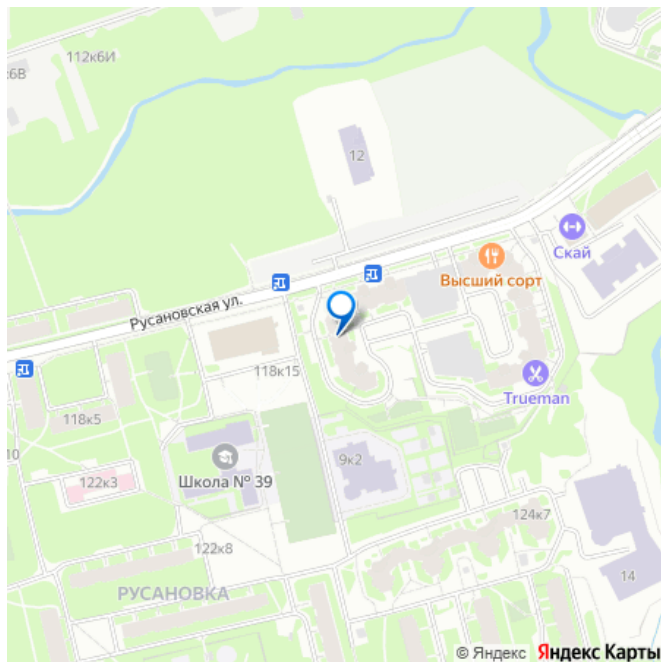 112к6И
к6В
12
Скай
Высший сорт
Русановская ул.
118к15
Trueman
118к5
10
Школа № 39
9к2
122к3
124к7
122к8
14
РУСАНОВКА
© Яндекс Яндекс Карты